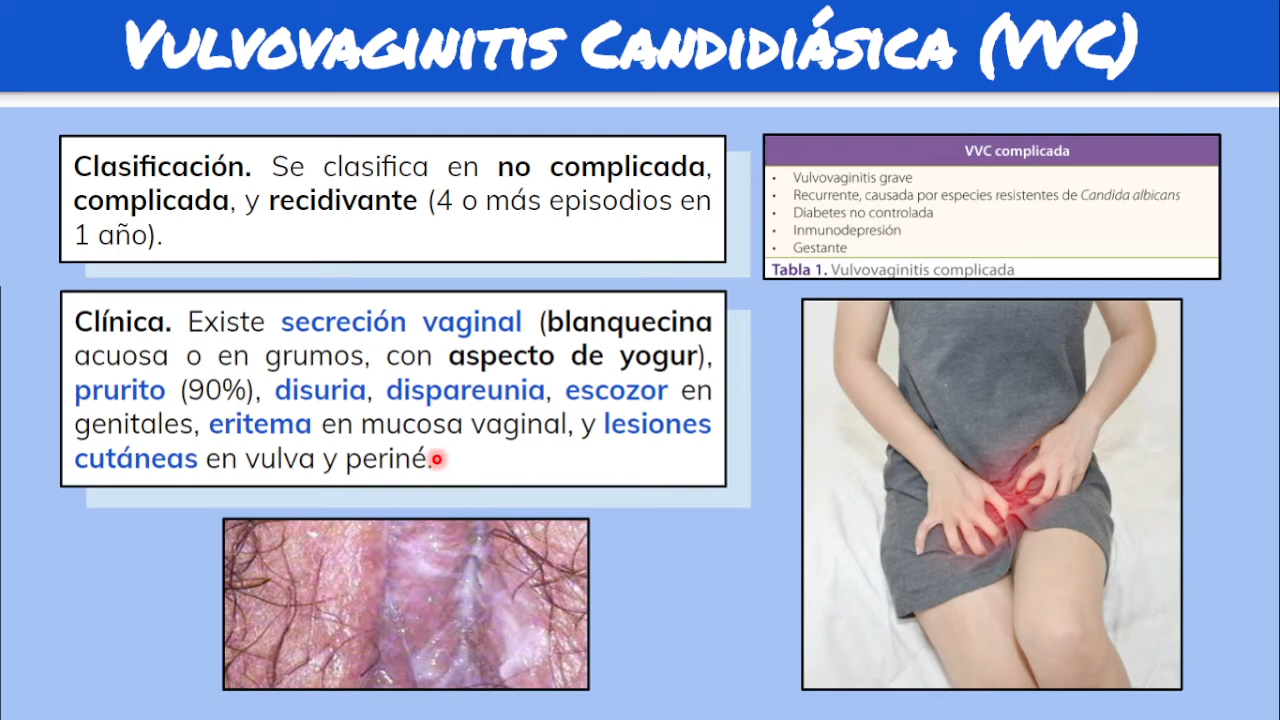 VULVOVAGINITIS CANDIDIÁSICA (VVC)
Clasificación. Se clasifica en no complicada,
complicada, y recidivante (4 o más episodios en
1 año).
VVC complicada
• Vulvovaginitis grave
• Recurrente, causada por especies resistentes de Candida albicans
• Diabetes no controlada
• Inmunodepresión
• Gestante
Tabla 1. Vulvovaginitis complicada
Clínica. Existe secreción vaginal (blanquecina
acuosa o en grumos, con aspecto de yogur),
prurito (90%), disuria, dispareunia, escozor en
genitales, eritema en mucosa vaginal, y lesiones
cutáneas en vulva y periné.